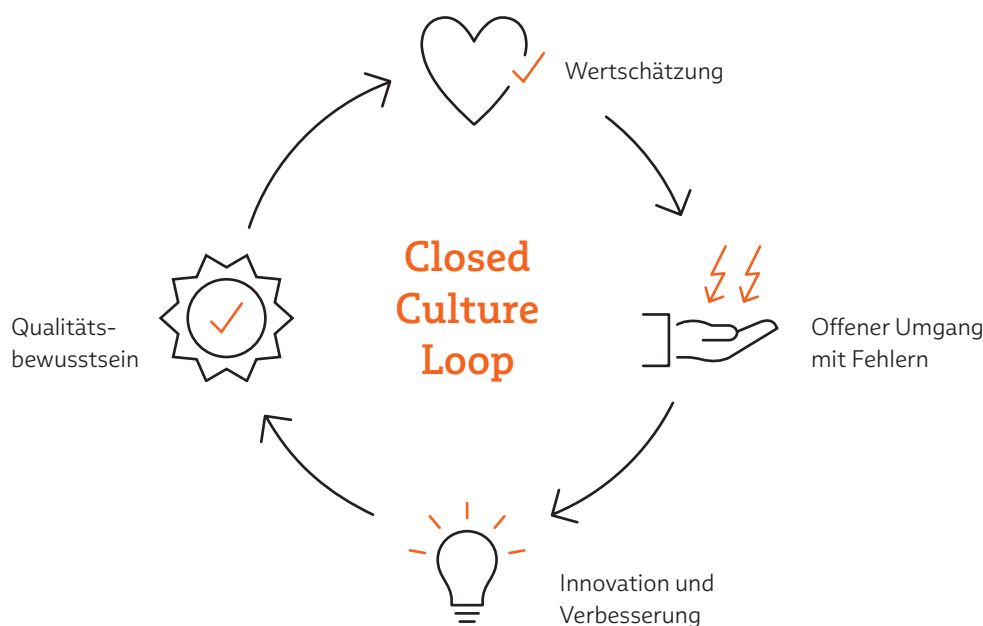 Wertschätzung
Closed
Culture
Loop
Qualitäts-
bewusstsein
Offener Umgang
mit Fehlern
Innovation und
Verbesserung